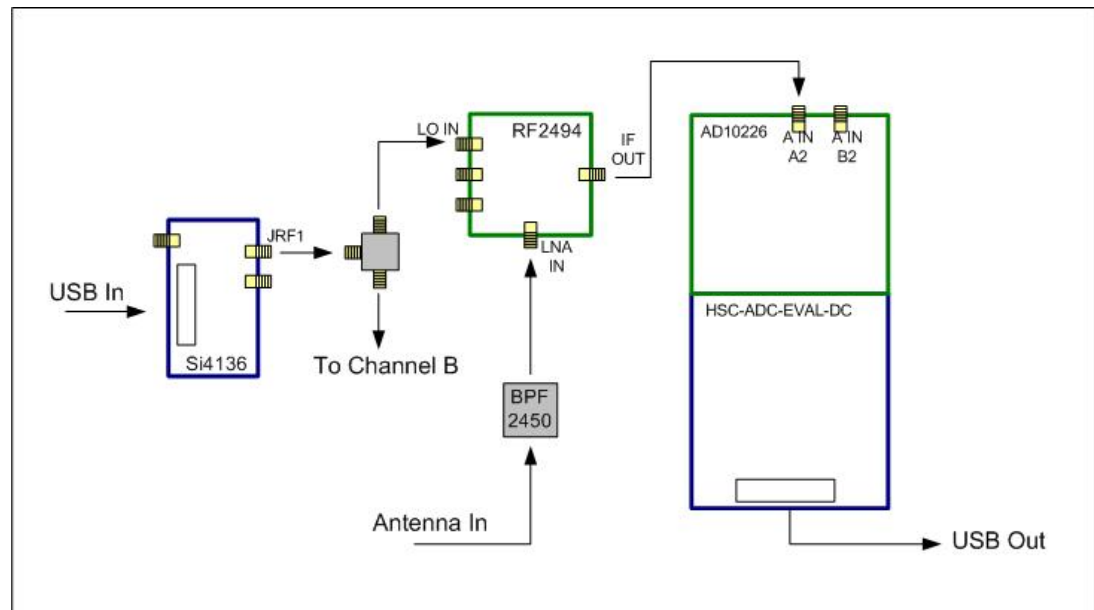 LO IN
RF2494
IF
OUT
AD10226
A IN
A2
A IN
B2
JRF1
LNA
IN
USB In
Si4136
To Channel B
HSC-ADC-EVAL-DC
BPF
2450
Antenna In
USB Out